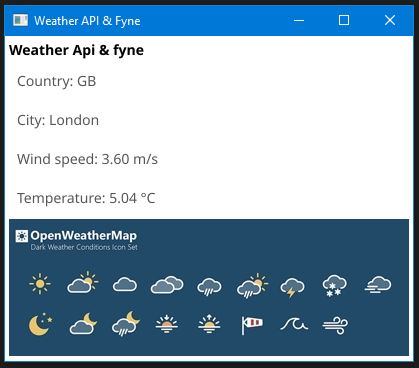 Weather API & Fyne
Weather Api & fyne
Country: GB
City: London
Wind speed: 3.60 m/s
Temperature: 5.04 °C
OpenWeatherMap
Dark Weather Conditions Icon Set